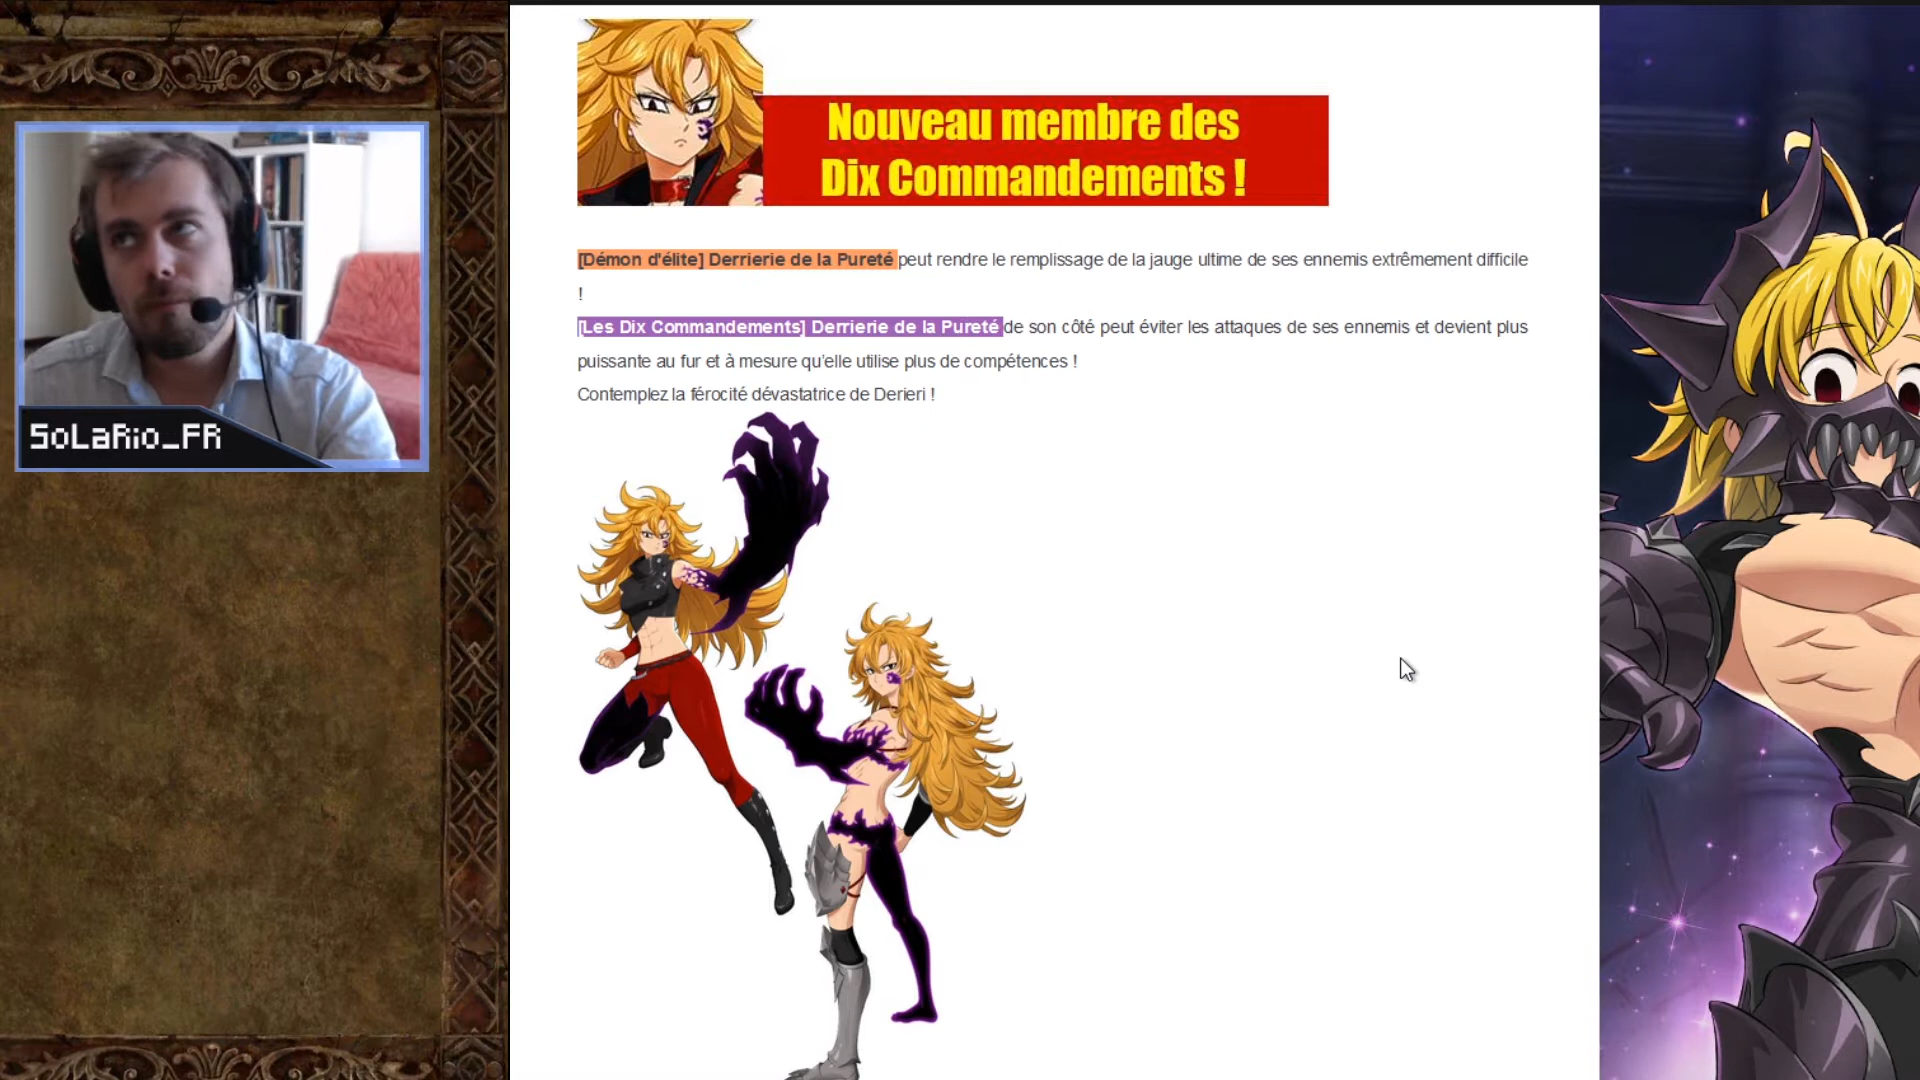 Nouveau membre des
Dix Commandements !
[Démon d'élite] Derrierie de la Pureté peut rendre le remplissage de la jauge ultime de ses ennemis extrêmement difficile
!
[Les Dix Commandements] Derrierie de la Pureté de son côté peut éviter les attaques de ses ennemis et devient plus
puissante au fur et à mesure qu’elle utilise plus de compétences !
Contemplez la férocité dévastatrice de Derieri !
SoLaRio_FR